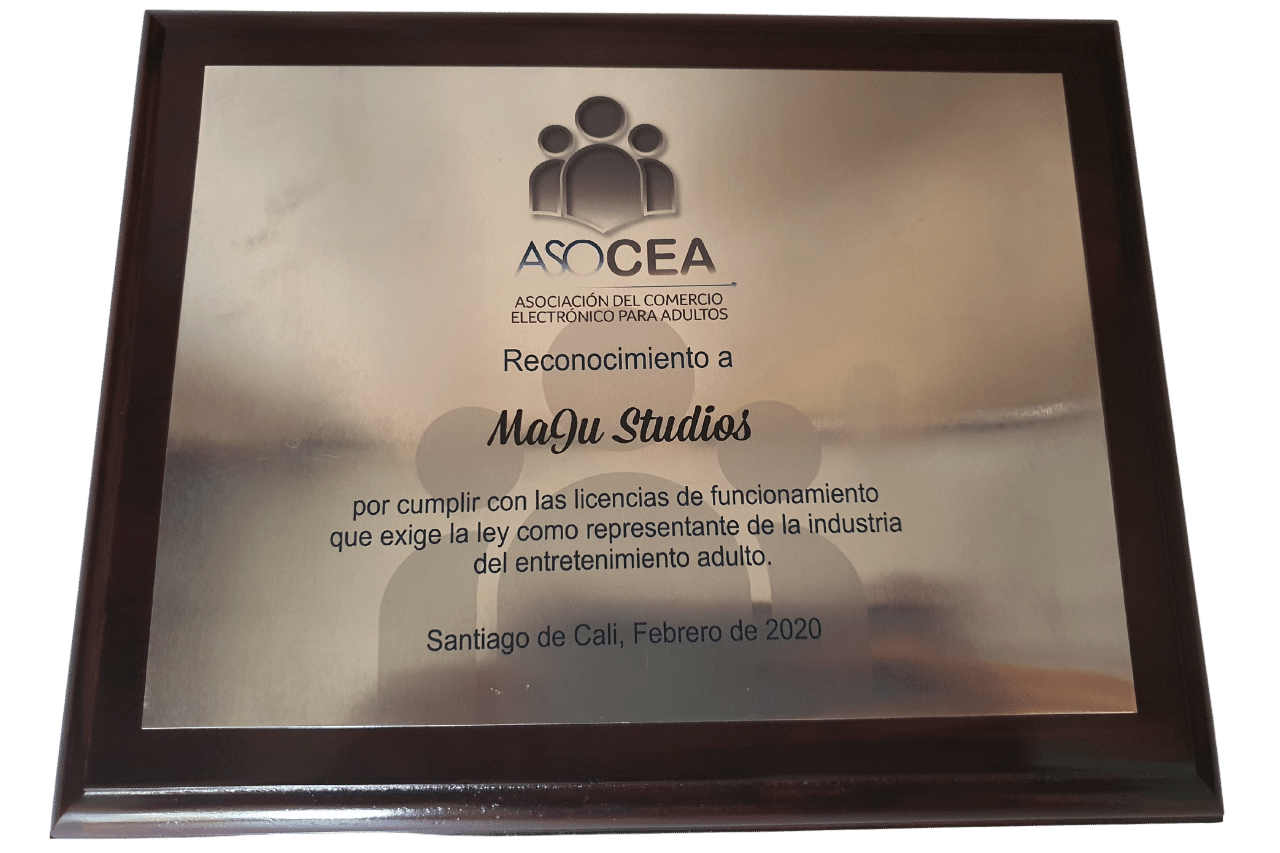 ASOCEA
ASOCIACIÓN DEL COMERCIO
ELECTRÓNICO PARA ADULTOS
Reconocimiento a
MaJu Studios
por cumplir con las licencias de funcionamiento
que exige la ley como representante de la industria
del entretenimiento adulto.
Santiago de Cali, Febrero de 2020